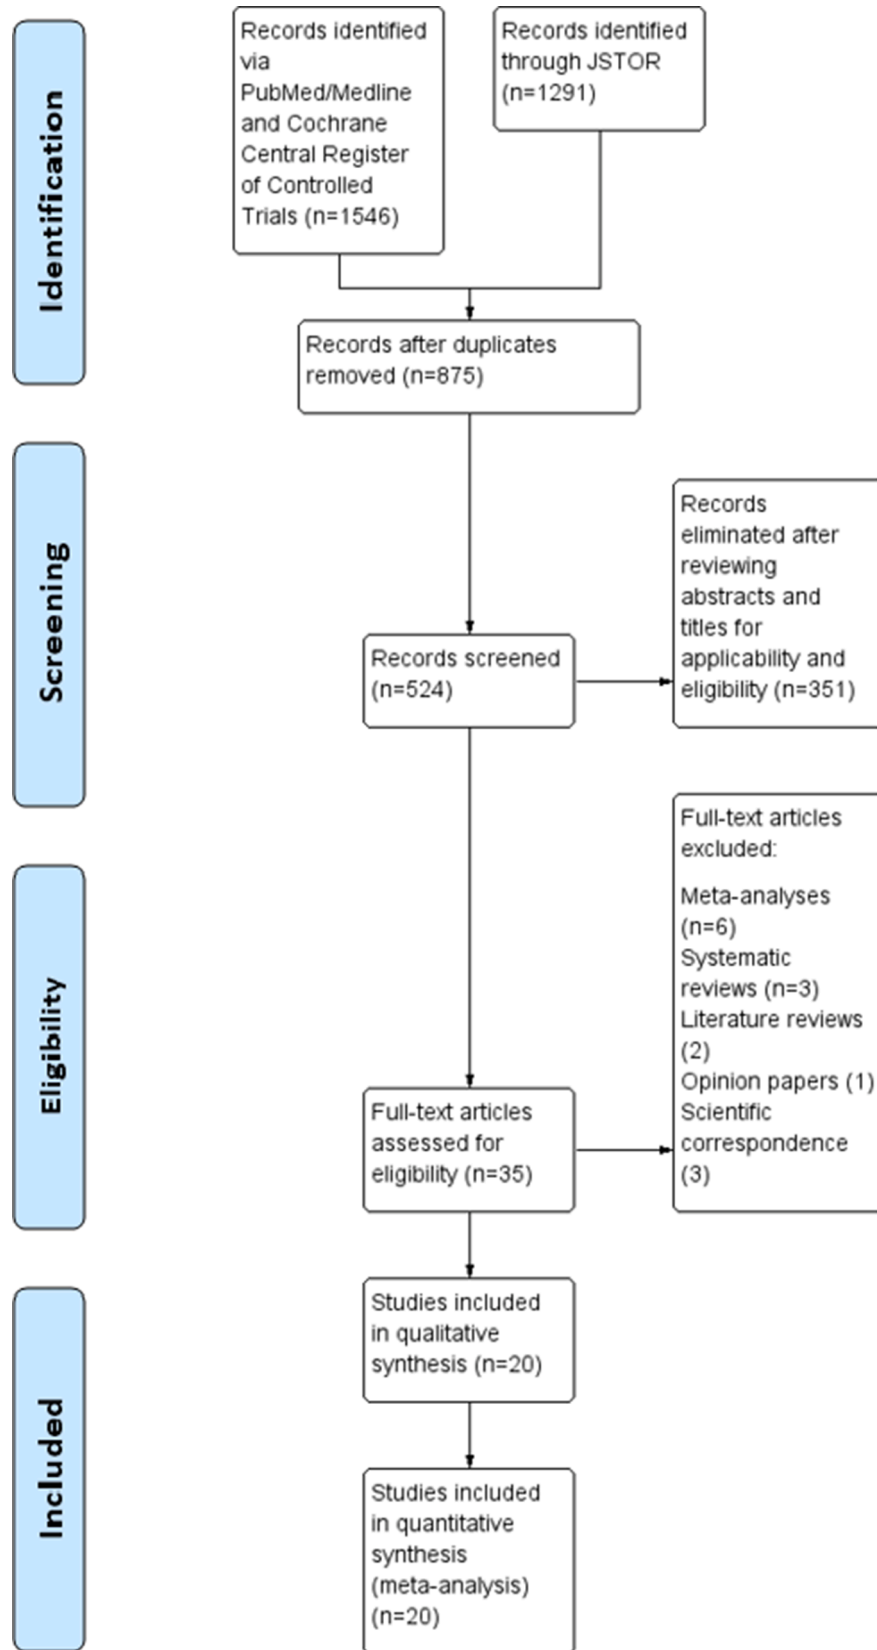 Identification
Records identified
via
PubMed/Medline
and Cochrane
Central Register
of Controlled
Trials (n=1546)
Records identified
through JSTOR
(n=1291)
Records after duplicates
removed (n=875)
Screening
Records screened
(n=524)
Records
eliminated after
reviewing
abstracts and
titles for
applicability and
eligibility (n=351)
Eligibility
Full-text articles
assessed for
eligibility (n=35)
Full-text articles
excluded:
Meta-analyses
(n=6)
Systematic
reviews (n=3)
Literature reviews
(2)
Opinion papers (1)
Scientific
correspondence
(3)
Included
Studies included
in qualitative
synthesis (n=20)
Studies included
in quantitative
synthesis
(meta-analysis)
(n=20)